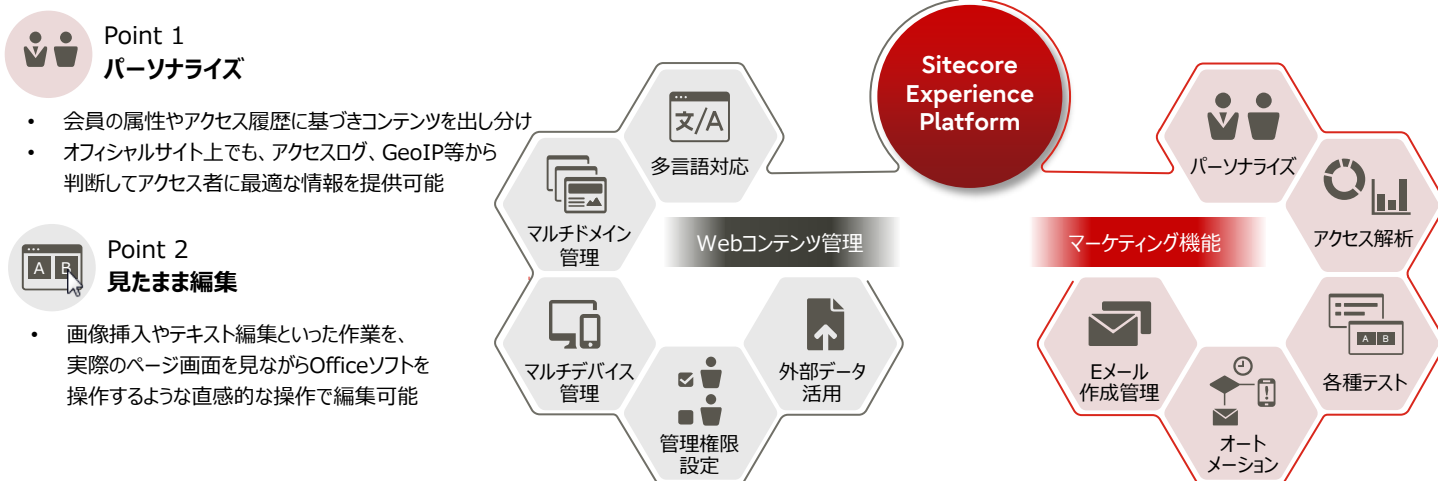 Point 1
パーソナライズ
• 会員の属性やアクセス履歴に基づきコンテンツを出し分け
• オフィシャルサイト上でも、アクセスログ、GeoIP等から
判断してアクセス者に最適な情報を提供可能
A B
Point 2
見たまま編集
• 画像挿入やテキスト編集といった作業を、
実際のページ画面を見ながらOfficeソフトを
操作するような直感的な操作で編集可能
Sitecore
Experience
Platform
文/A
多言語対応
マルチドメイン
管理
Webコンテンツ管理
マルチデバイス
管理
管理権限
設定
外部データ
活用
パーソナライズ
アクセス解析
マーケティング機能
Eメール
作成管理
オート
メーション
A B
各種テスト